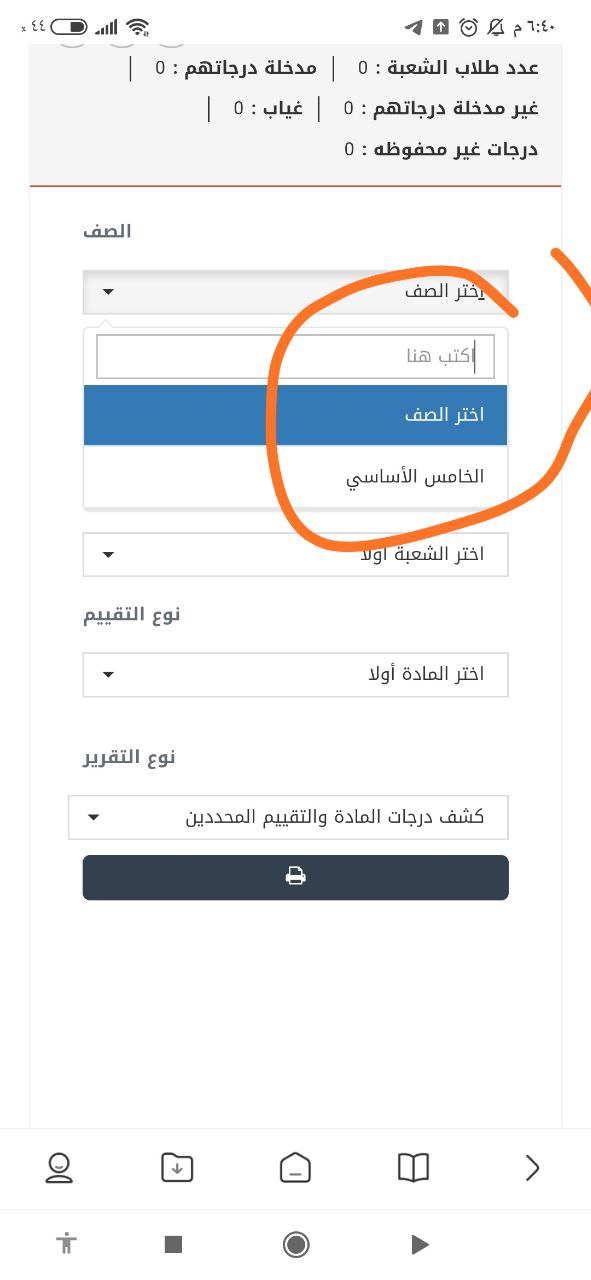 ٤٤ ٪ ٦:٤٠ م
عدد طلاب الشعبة : 0 | مدخلة درجاتهم : 0 |
غير مدخلة درجاتهم : 0 | غياب : 0 |
درجات غير محفوظه : 0
الصف
اختر الصف
اكتب هنا
اختر الصف
الخامس الأساسي
اختر الشعبة أولا
نوع التقييم
اختر المادة أولا
نوع التقرير
كشف درجات المادة والتقييم المحددين